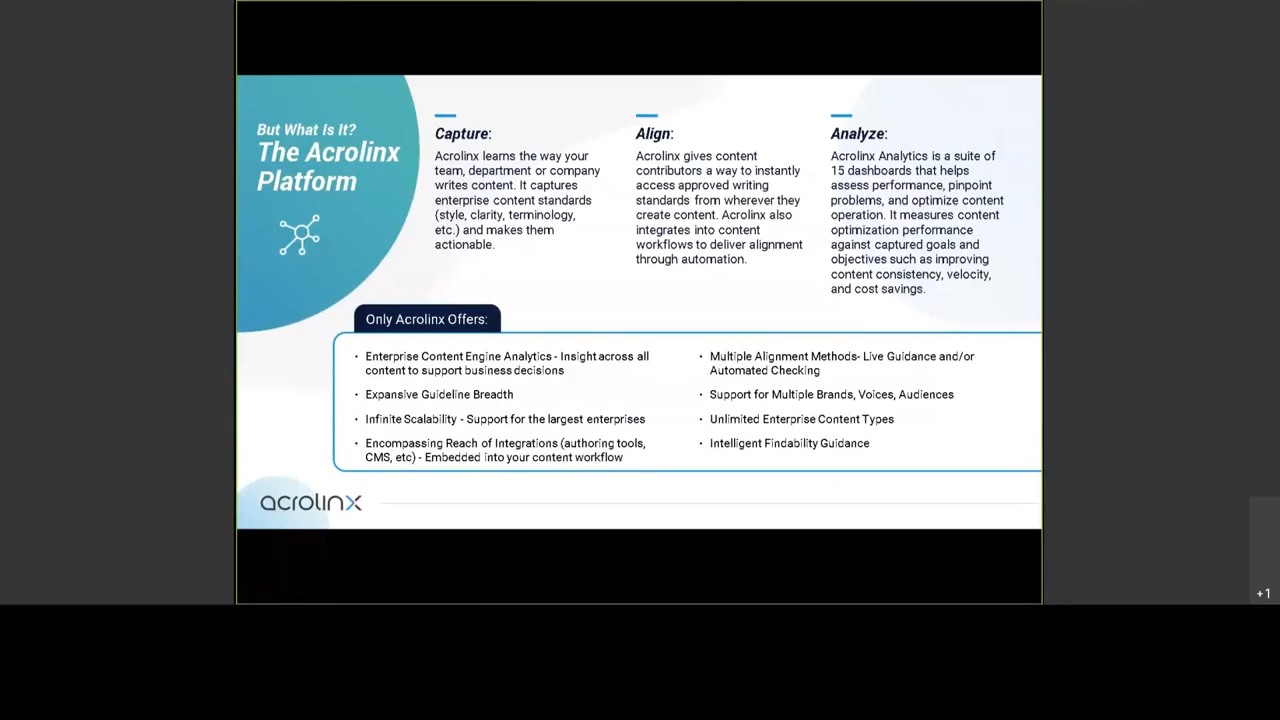 But What Is It?
The Acrolinx
Platform
Capture:
Acrolinx learns the way your
team, department or company
writes content. It captures
enterprise content standards
(style, clarity, terminology,
etc.) and makes them
actionable.
Align:
Acrolinx gives content
contributors a way to instantly
access approved writing
standards from wherever they
create content. Acrolinx also
integrates into content
workflows to deliver alignment
through automation.
Analyze:
Acrolinx Analytics is a suite of
15 dashboards that helps
assess performance, pinpoint
problems, and optimize content
operation. It measures content
optimization performance
against captured goals and
objectives such as improving
content consistency, velocity,
and cost savings.
Only Acrolinx Offers:
· Enterprise Content Engine Analytics - Insight across all
content to support business decisions
· Expansive Guideline Breadth
· Infinite Scalability - Support for the largest enterprises
· Encompassing Reach of Integrations (authoring tools,
CMS, etc) - Embedded into your content workflow
· Multiple Alignment Methods- Live Guidance and/or
Automated Checking
· Support for Multiple Brands, Voices, Audiences
· Unlimited Enterprise Content Types
· Intelligent Findability Guidance
acrolinx
+1